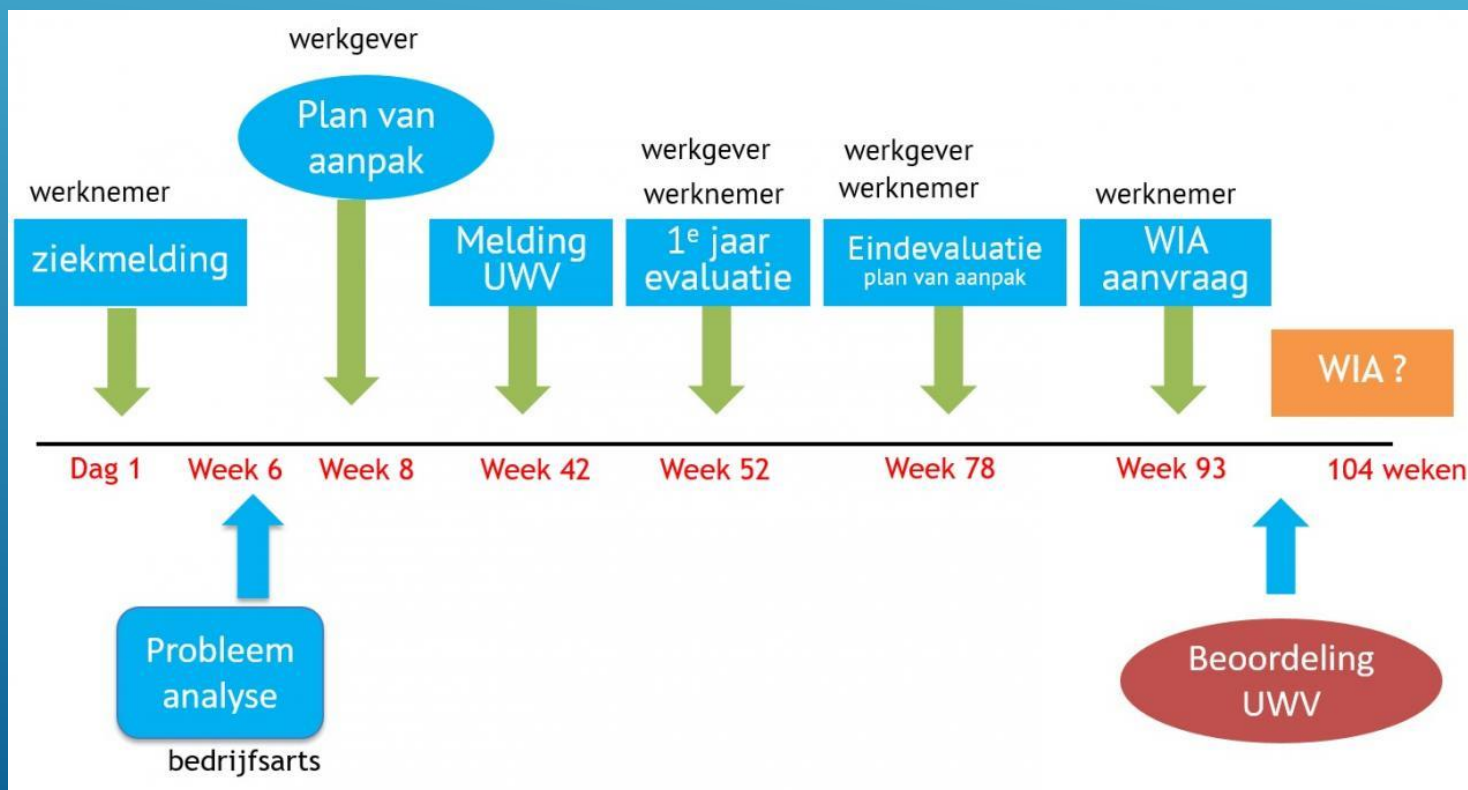 werkgever
Plan van
aanpak
werknemer
ziekmelding
Melding
UWV
werkgever
werknemer
1e jaar
evaluatie
werkgever
werknemer
Eindevaluatie
plan van aanpak
werknemer
WIA
aanvraag
WIA ?
Dag 1
Week 6
Week 8
Week 42
Week 52
Week 78
Week 93
104 weken
Probleem
analyse
bedrijfsarts
Beoordeling
UWV